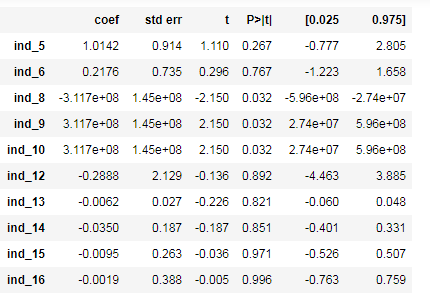 coef std err t P>|t| [0.025 0.975]
ind_5 1.0142 0.914 1.110 0.267 -0.777 2.805
ind_6 0.2176 0.735 0.296 0.767 -1.223 1.658
ind_8 -3.117e+08 1.45e+08 -2.150 0.032 -5.96e+08 -2.74e+07
ind_9 3.117e+08 1.45e+08 2.150 0.032 2.74e+07 5.96e+08
ind_10 3.117e+08 1.45e+08 2.150 0.032 2.74e+07 5.96e+08
ind_12 -0.2888 2.129 -0.136 0.892 -4.463 3.885
ind_13 -0.0062 0.027 -0.226 0.821 -0.060 0.048
ind_14 -0.0350 0.187 -0.187 0.851 -0.401 0.331
ind_15 -0.0095 0.263 -0.036 0.971 -0.526 0.507
ind_16 -0.0019 0.388 -0.005 0.996 -0.763 0.759